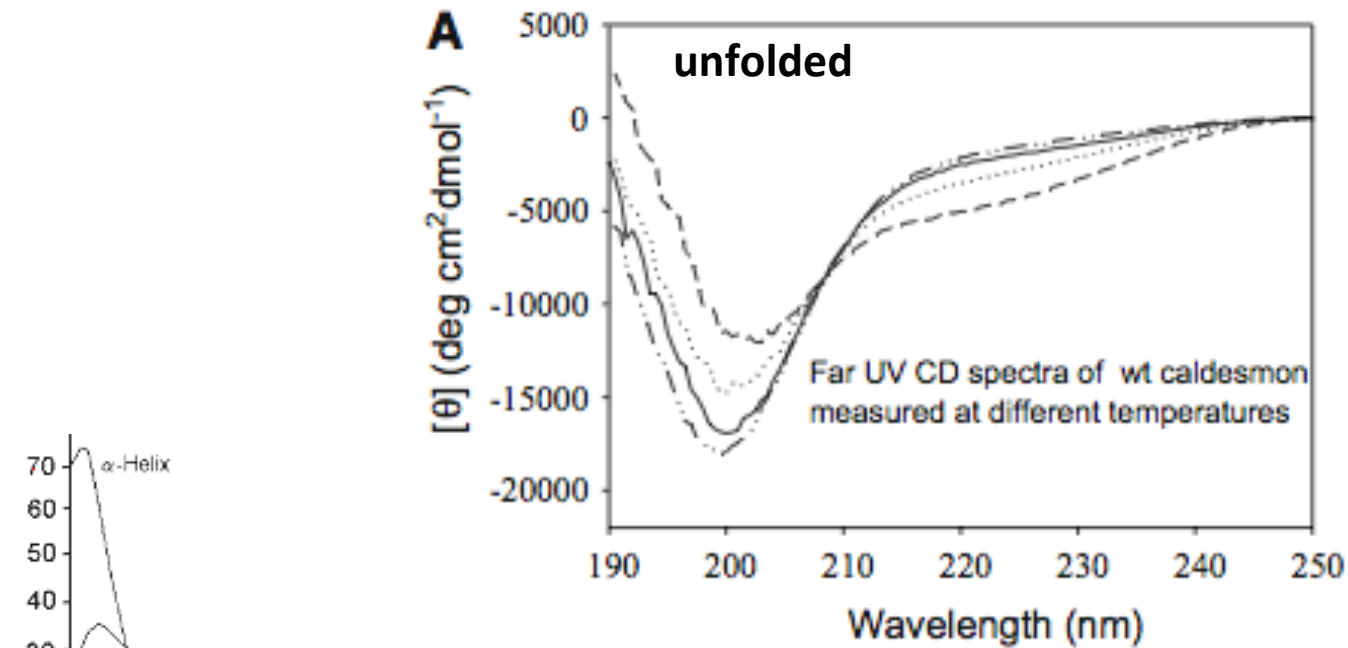 A
unfolded
[θ] (deg cm2dmol-1)
5000
0
-5000
-10000
-15000
-20000
Far UV CD spectra of wt caldesmon
measured at different temperatures
190 200 210 220 230 240 250
Wavelength (nm)
70
α-Helix
60
50
40